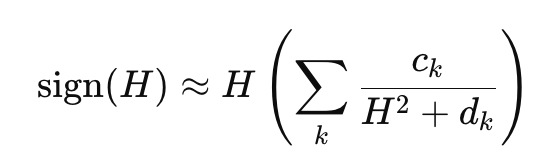 sign(H) ≈ H ( ∑_k c_k / (H² + d_k) )